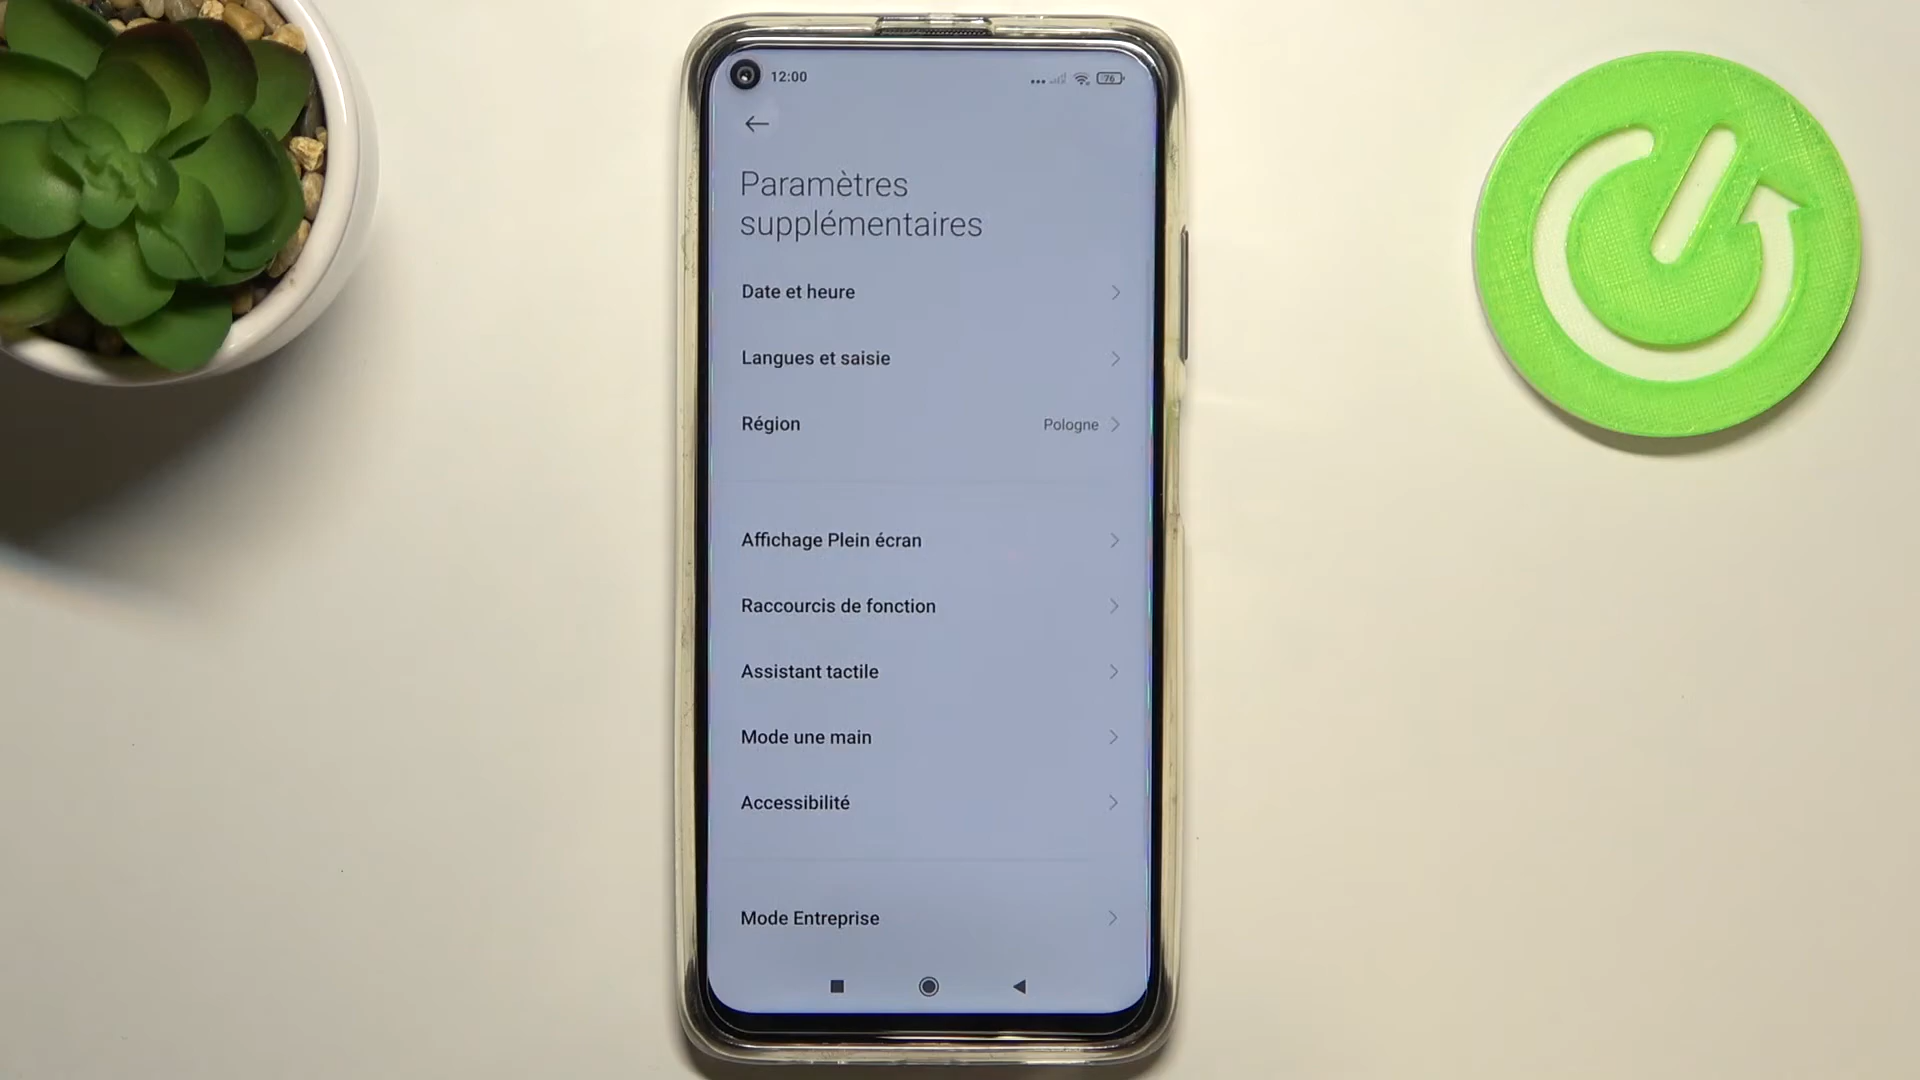 12:00
76
Paramètres
supplémentaires
Date et heure
Langues et saisie
Région
Pologne
Affichage Plein écran
Raccourcis de fonction
Assistant tactile
Mode une main
Accessibilité
Mode Entreprise